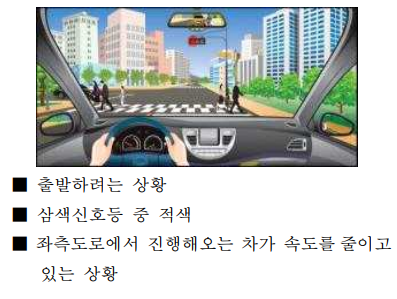 ■ 출발하려는 상황
■ 삼색신호등 중 적색
■ 좌측도로에서 진행해오는 차가 속도를 줄이고
있는 상황